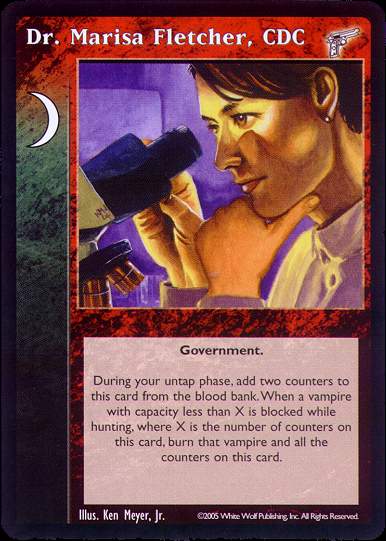 Dr. Marisa Fletcher, CDC
Government.
During your untap phase, add two counters to
this card from the blood bank. When a vampire
with capacity less than X is blocked while
hunting, where X is the number of counters on
this card, burn that vampire and all the
counters on this card.
Illus. Ken Meyer, Jr. ©2005 White Wolf Publishing, Inc. All Rights Reserved.